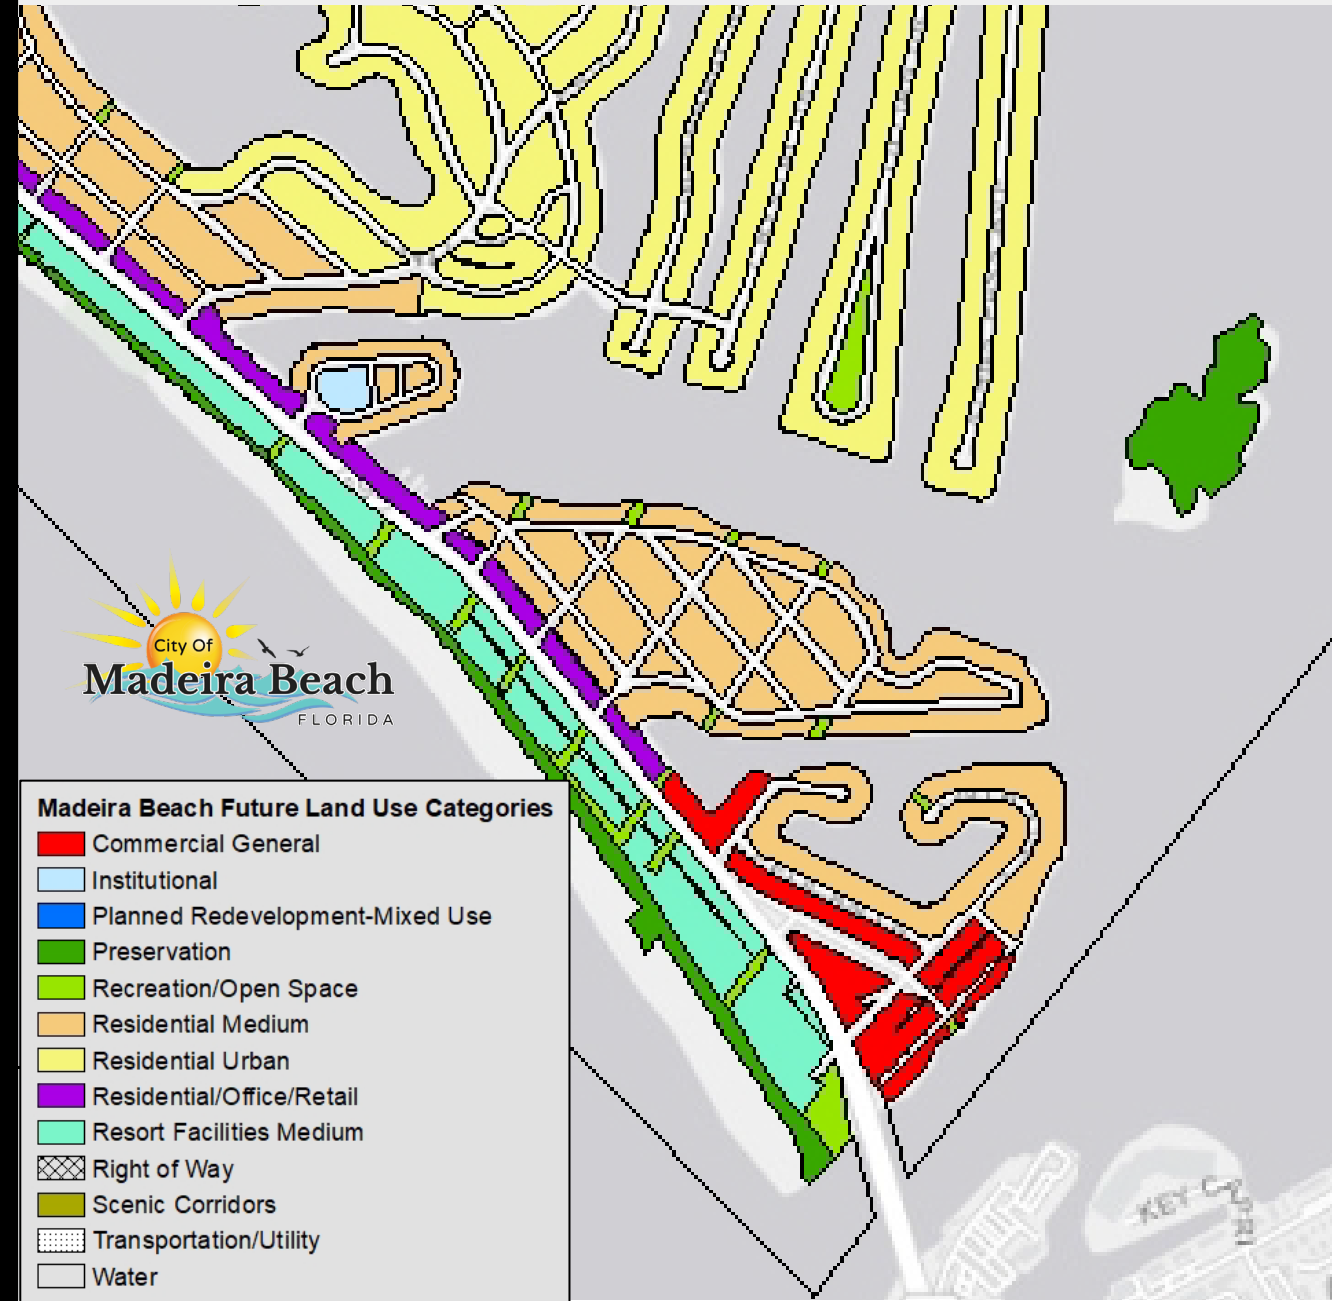 City Of
Madeira Beach
FLORIDA
Madeira Beach Future Land Use Categories
Commercial General
Institutional
Planned Redevelopment-Mixed Use
Preservation
Recreation/Open Space
Residential Medium
Residential Urban
Residential/Office/Retail
Resort Facilities Medium
Right of Way
Scenic Corridors
Transportation/Utility
Water
KEY C